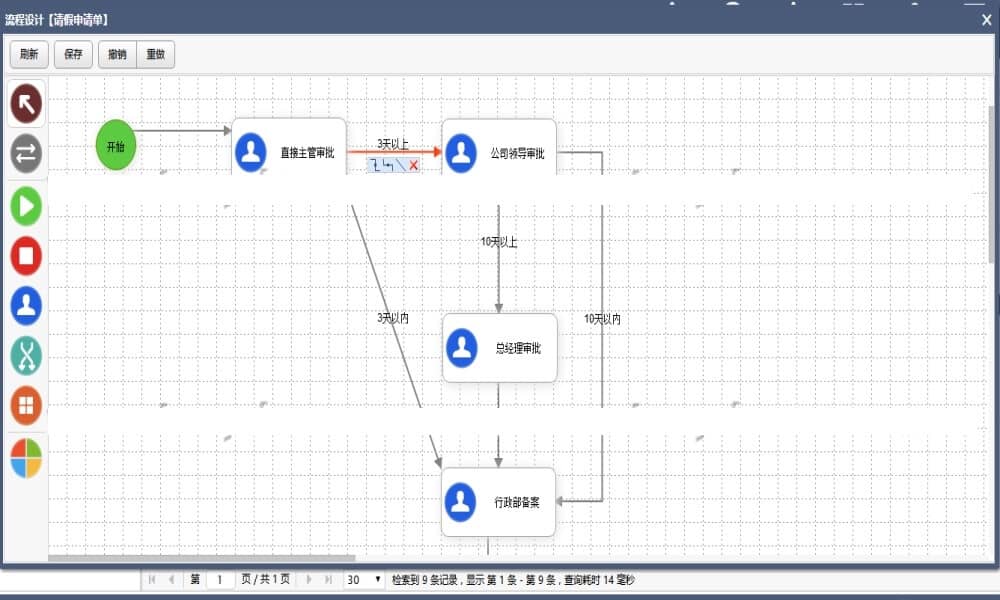 流程设计【请假申请单】
X
刷新 保存 撤销 重做
开始
直接主管审批
3天以上
公司领导审批
10天以上
3天以内
10天以内
总经理审批
行政部备案
第 1 页/共1页 30 检索到 9 条记录，显示 第 1 条 - 第 9 条，查询耗时 14 毫秒